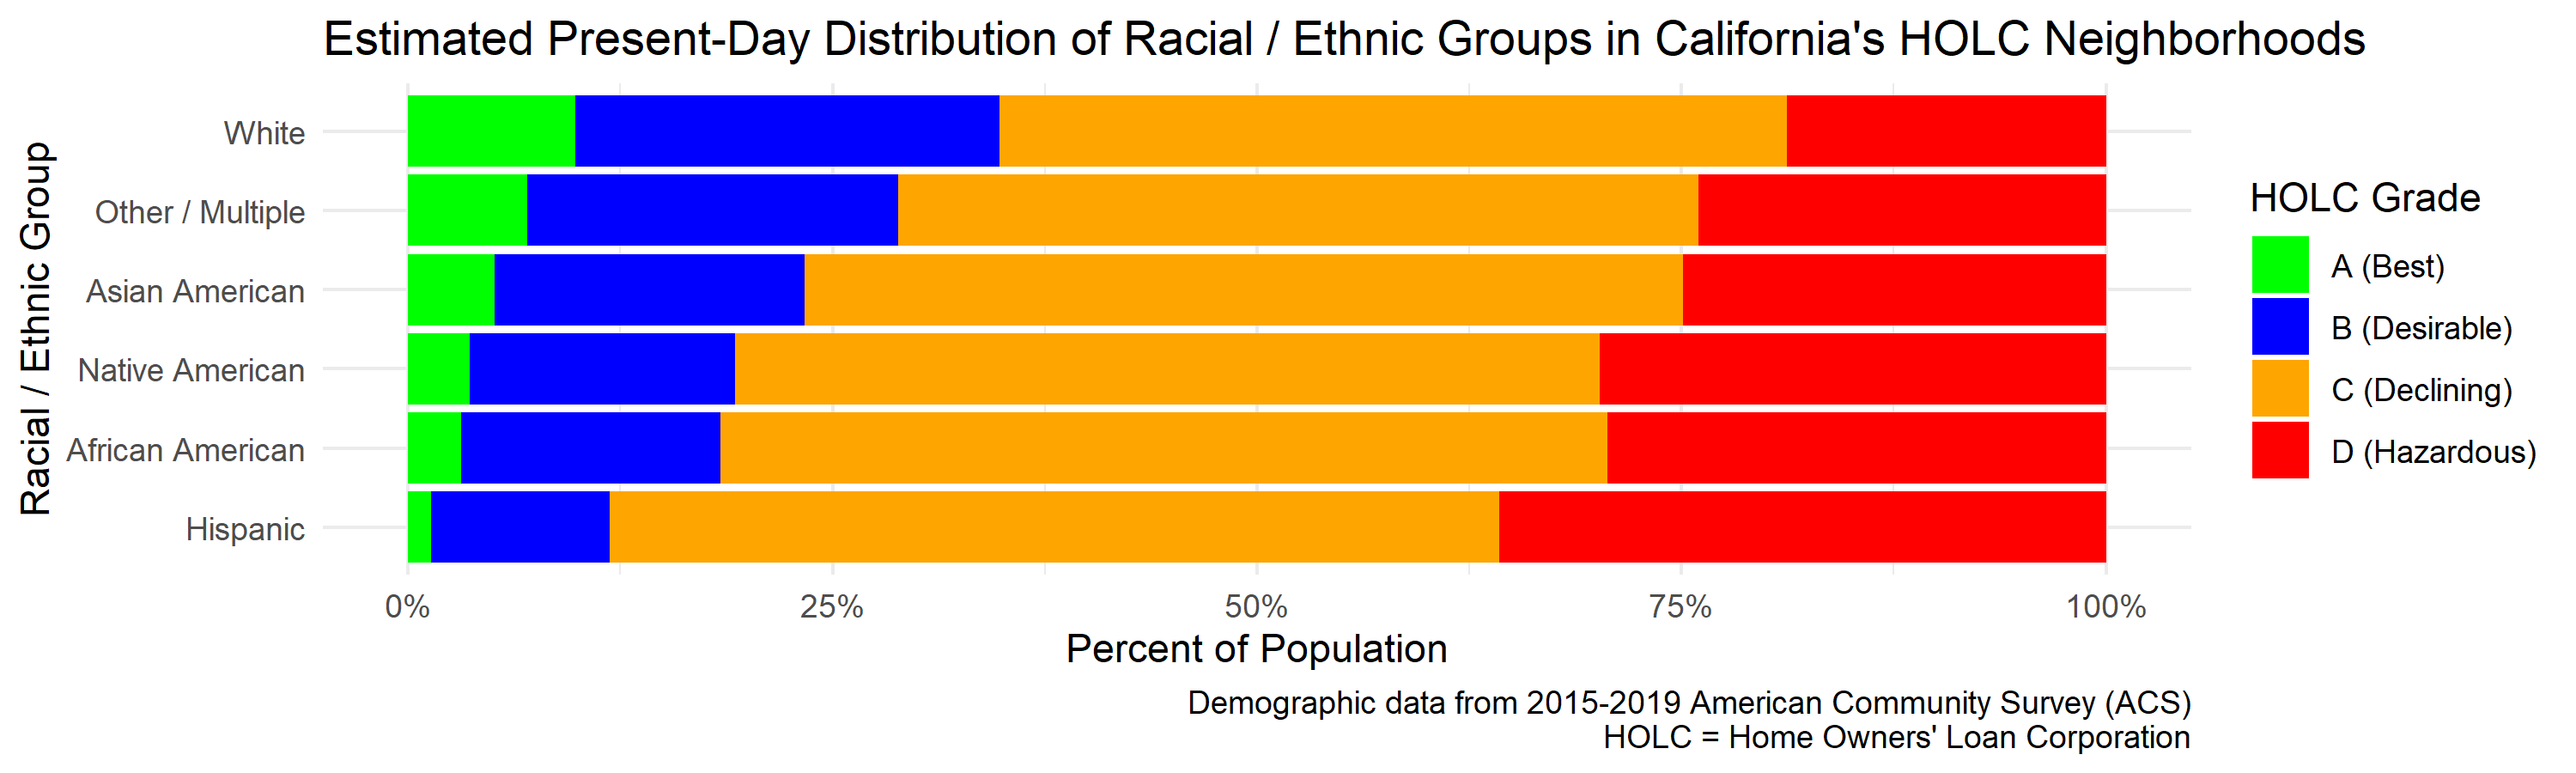 Estimated Present-Day Distribution of Racial / Ethnic Groups in California's HOLC Neighborhoods
Racial / Ethnic Group
White
Other / Multiple
Asian American
Native American
African American
Hispanic
0% 25% 50% 75% 100%
Percent of Population
HOLC Grade
A (Best)
B (Desirable)
C (Declining)
D (Hazardous)
Demographic data from 2015-2019 American Community Survey (ACS)
HOLC = Home Owners' Loan Corporation